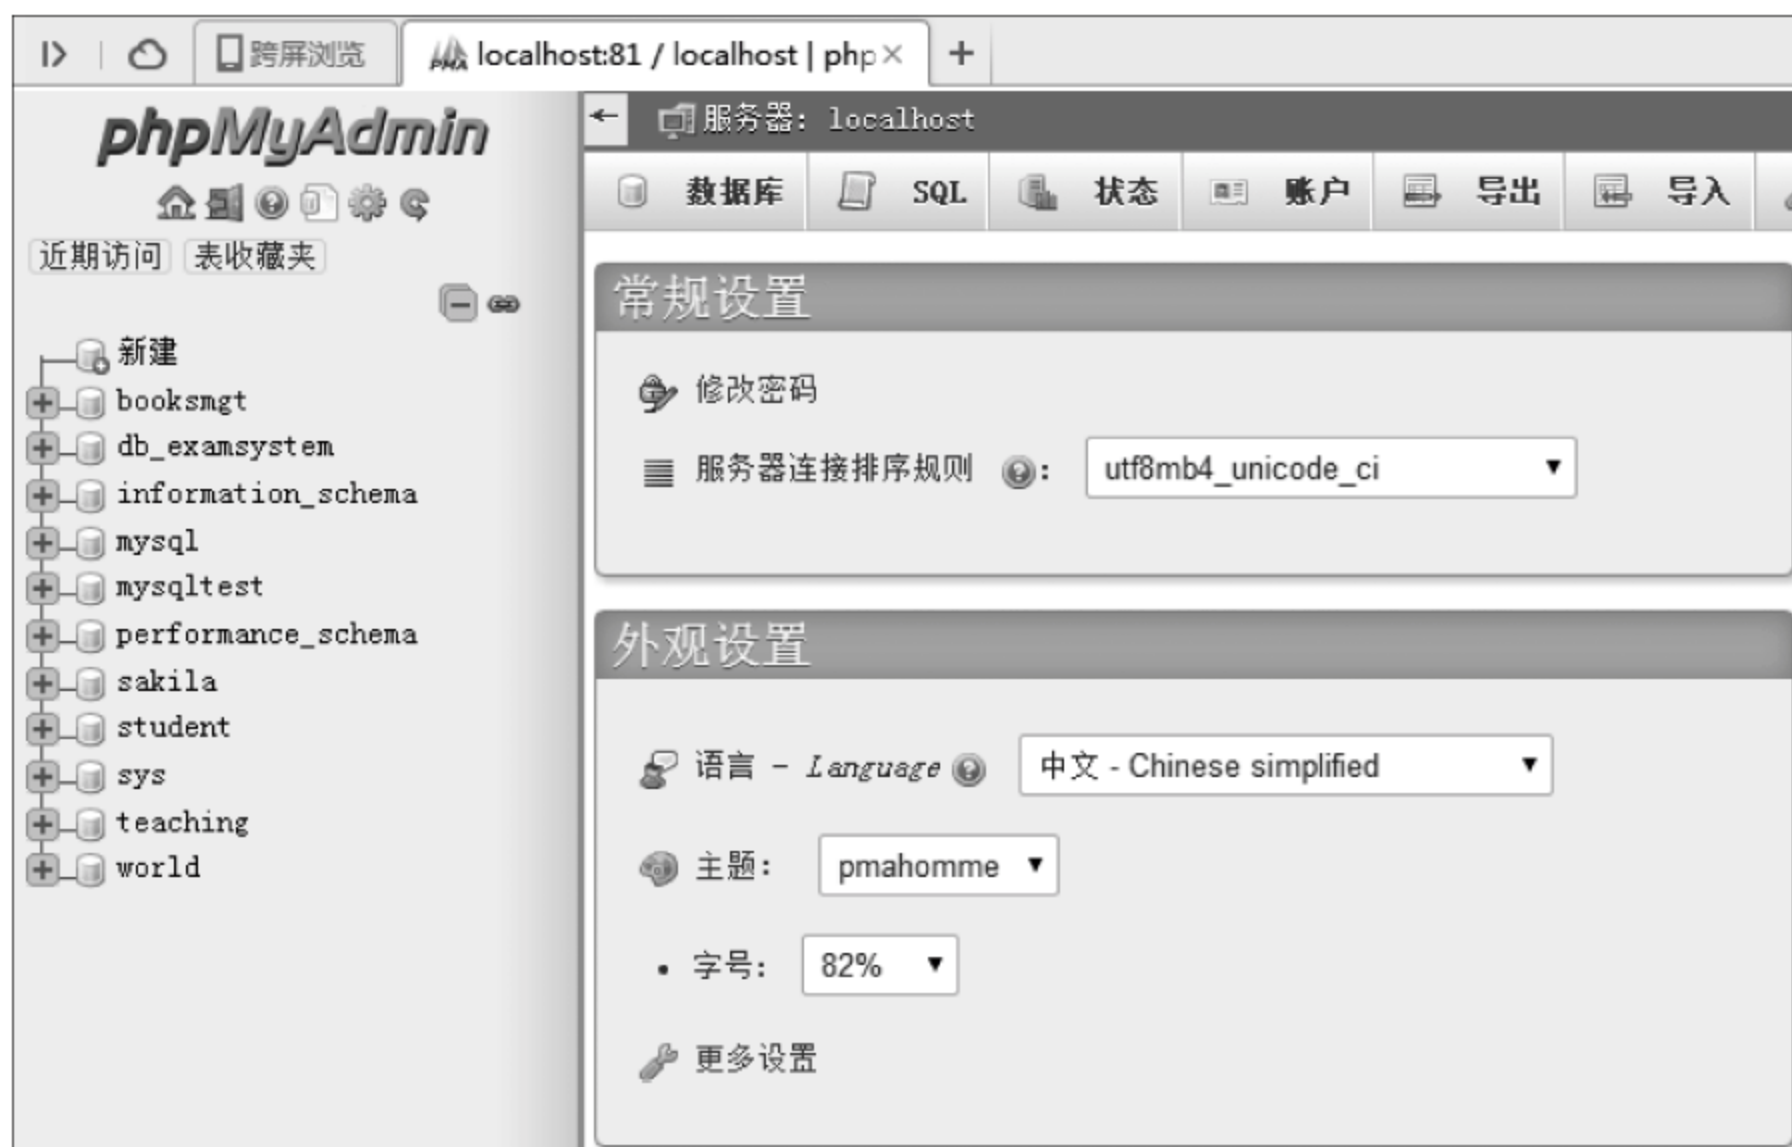 跨屏浏览
localhost:81 / localhost | php
phpMyAdmin
近期访问 表收藏夹
新建
booksmgt
db_examsystem
information_schema
mysql
mysqltest
performance_schema
sakila
student
sys
teaching
world
服务器: localhost
数据库 SQL 状态 账户 导出 导入
常规设置
修改密码
服务器连接排序规则 : utf8mb4_unicode_ci
外观设置
语言 - Language 中文 - Chinese simplified
主题: pmahomme
字号: 82%
更多设置